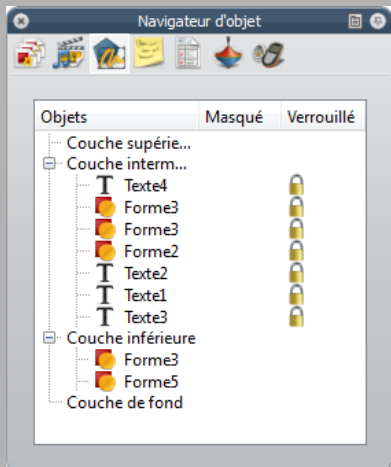 Navigateur d'objet
Objets Masqué Verrouillé
Couche supérie...
Couche interm...
T Texte4
Forme3
Forme3
Forme2
T Texte2
T Texte1
T Texte3
Couche inférieure
Forme3
Forme5
Couche de fond